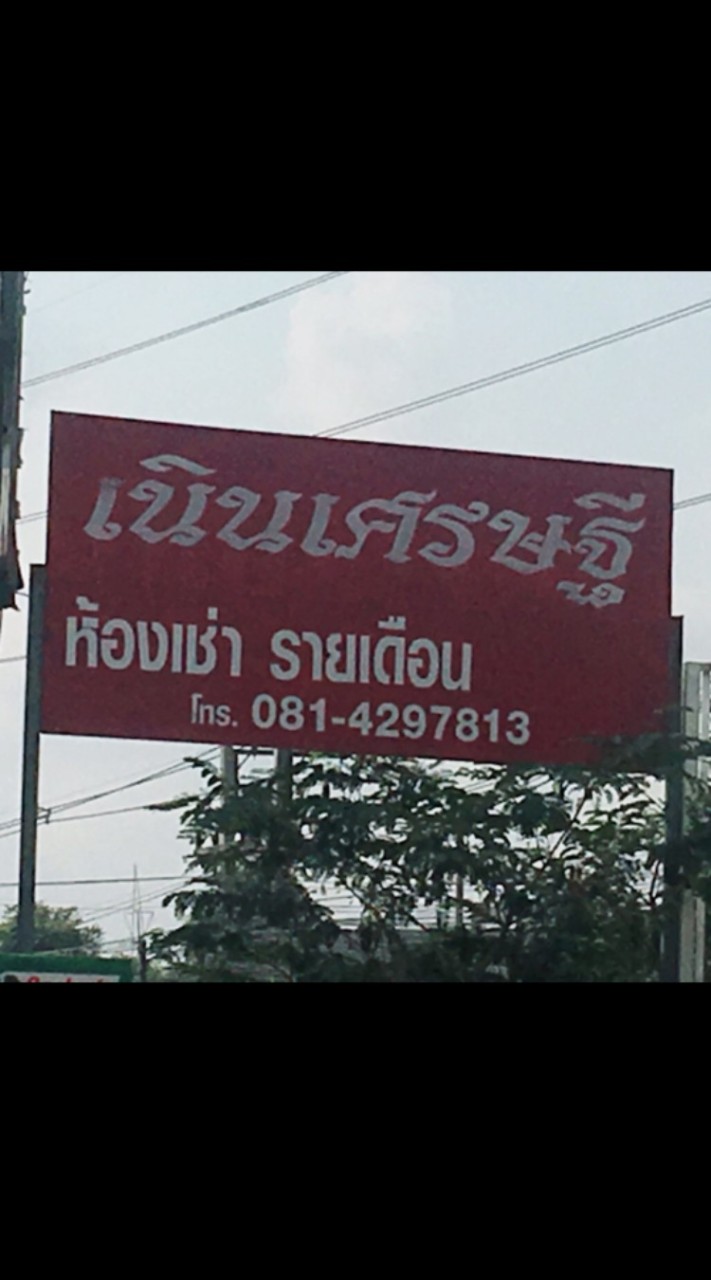 เนินเศรษฐี
ห้องเช่า รายเดือน
โทร. 081-4297813